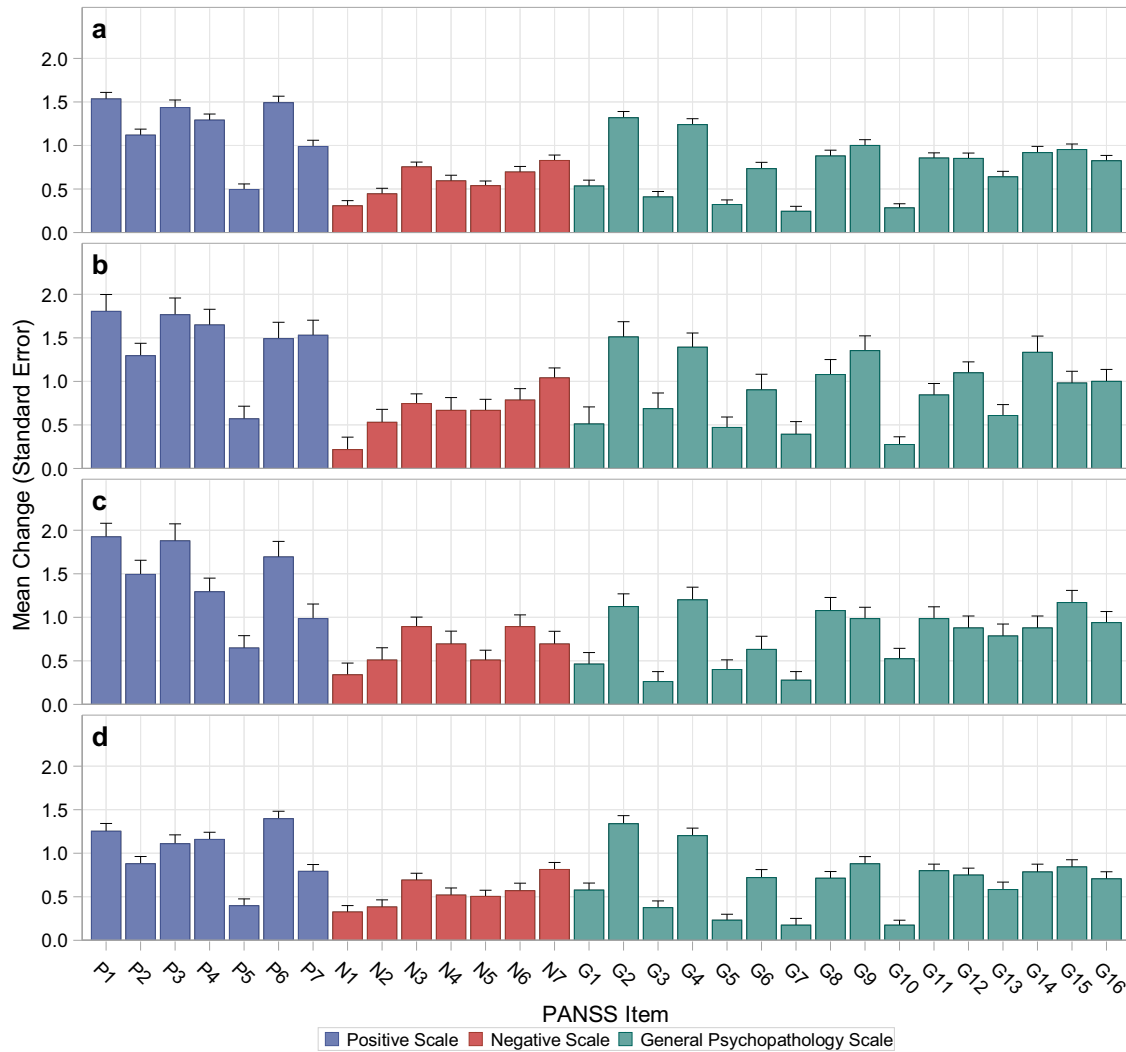 a
2.0
1.5
1.0
0.5
0.0
b
2.0
1.5
1.0
0.5
0.0
c
2.0
1.5
1.0
0.5
0.0
d
2.0
1.5
1.0
0.5
0.0
Mean Change (Standard Error)
P1 P2 P3 P4 P5 P6 P7 N1 N2 N3 N4 N5 N6 N7 G1 G2 G3 G4 G5 G6 G7 G8 G9 G10 G11 G12 G13 G14 G15 G16
PANSS Item
Positive Scale Negative Scale General Psychopathology Scale